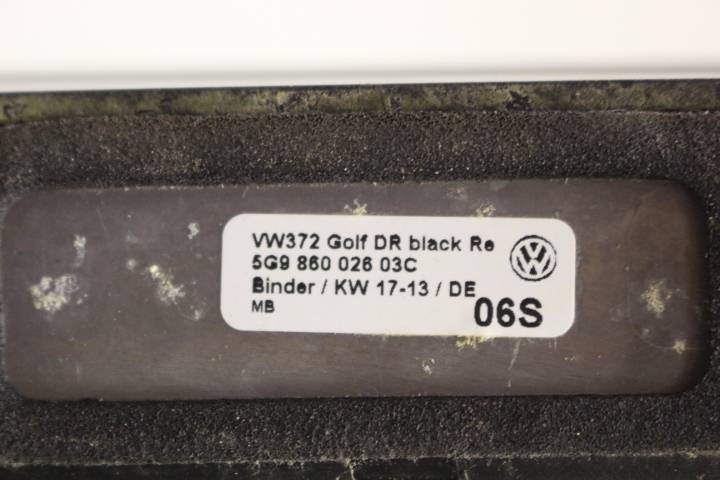 VW372 Golf DR black Re
5G9 860 026 03C
Binder / KW 17-13 / DE
MB
06S